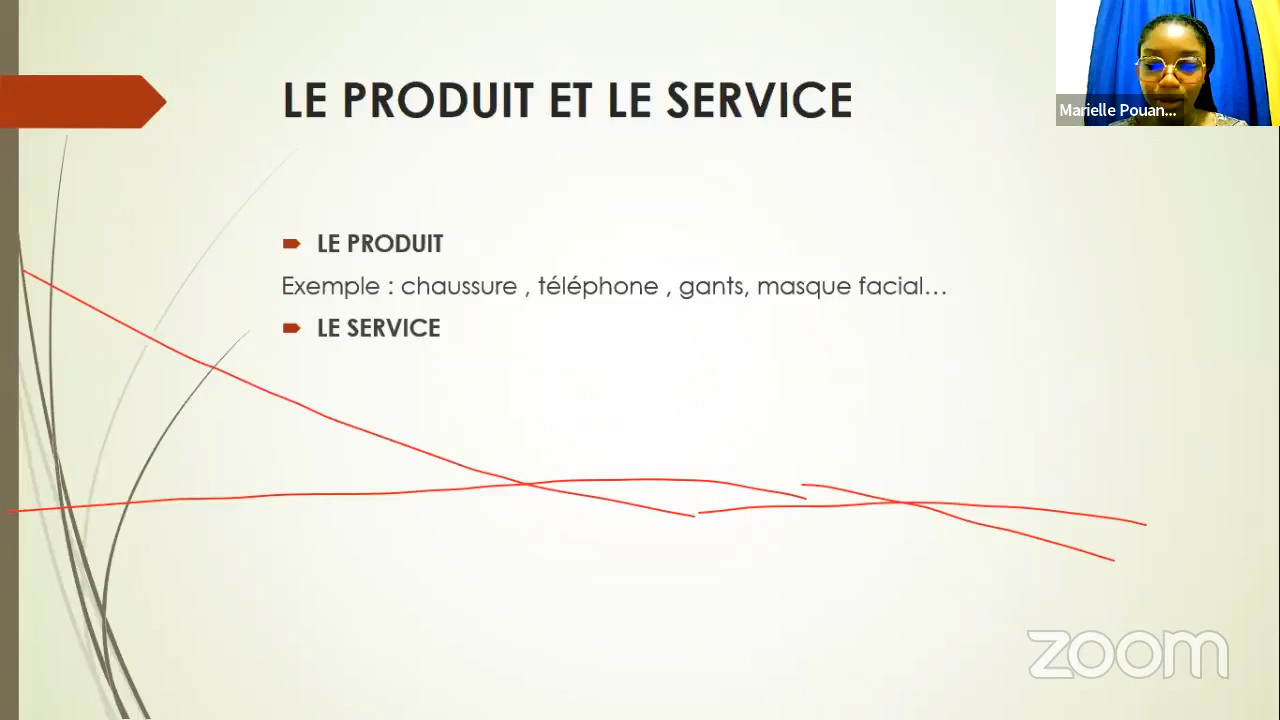 LE PRODUIT ET LE SERVICE
Marielle Pouan...
LE PRODUIT
Exemple : chaussure , téléphone , gants, masque facial...
LE SERVICE
zoom